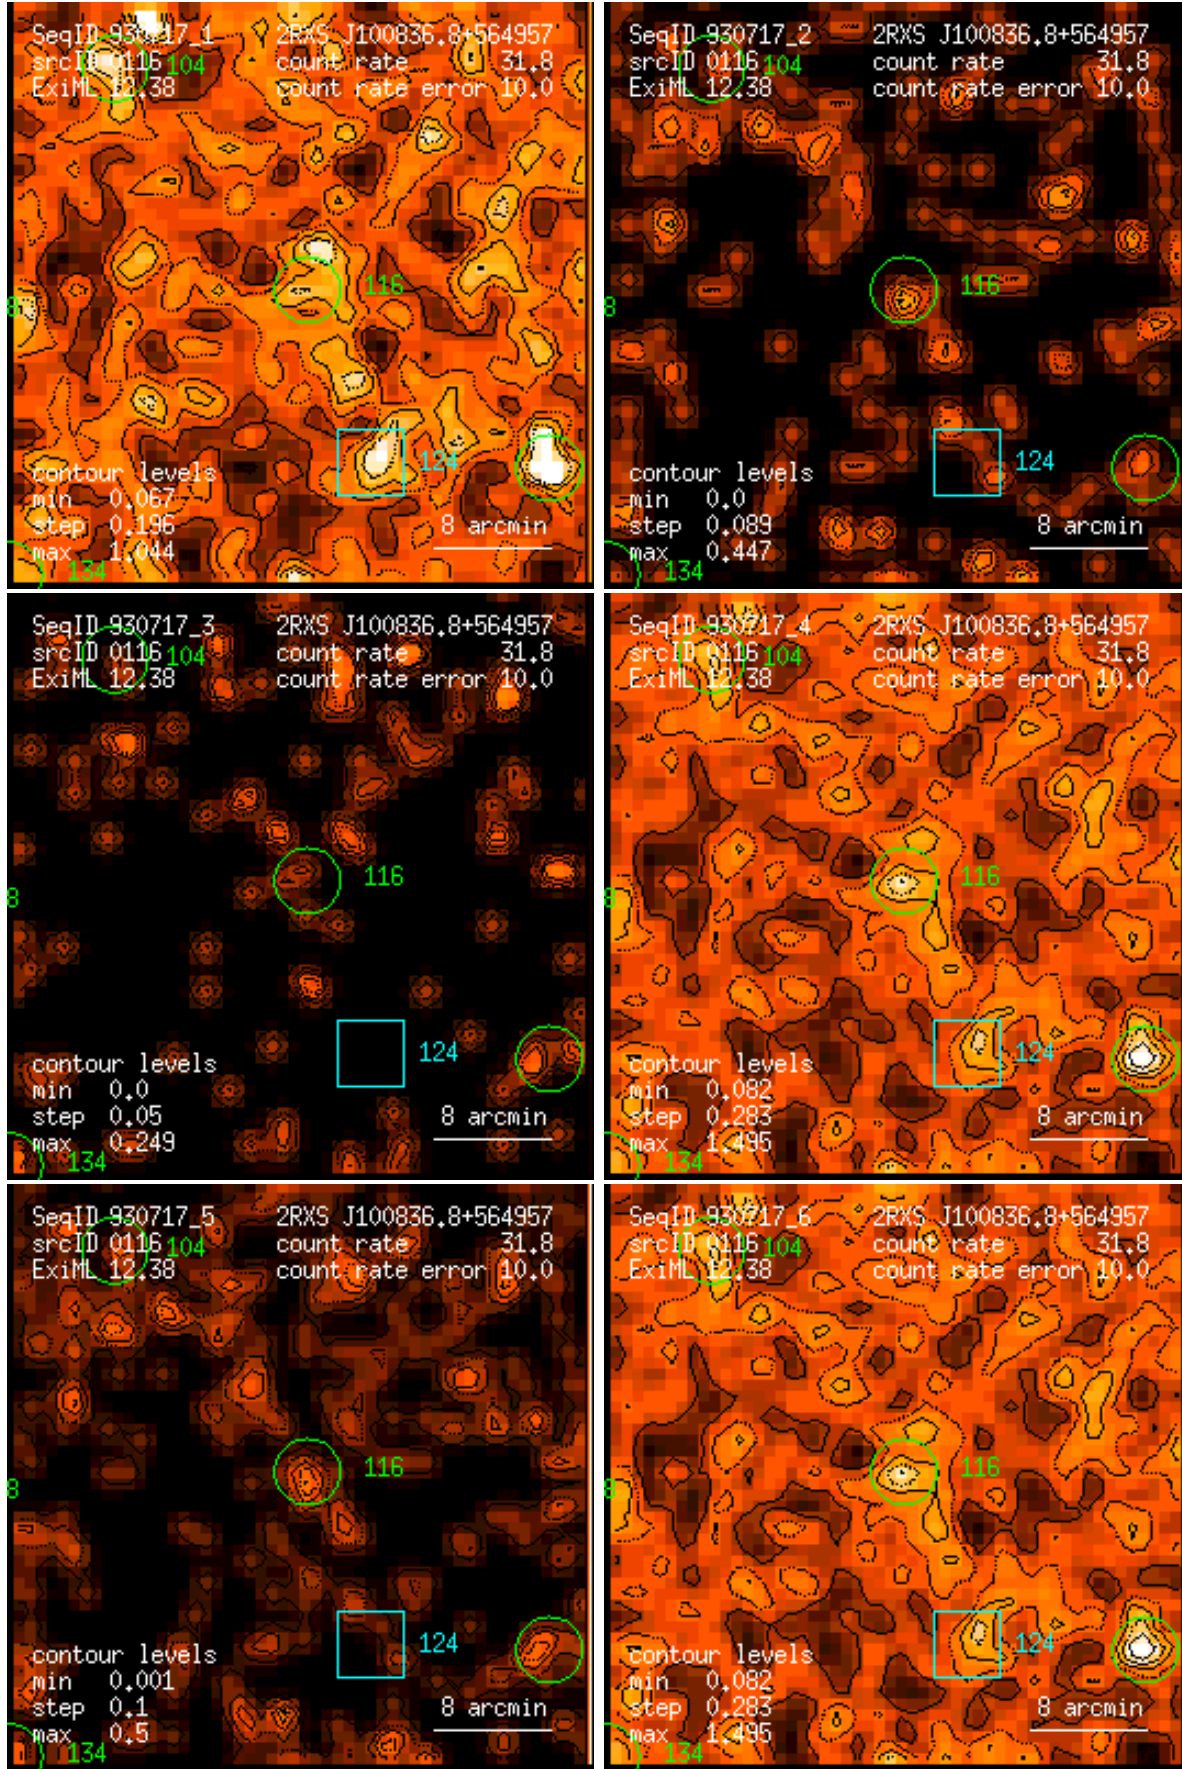 SeqID 930717_1 2RXS J100836.8+564957
srcID 0116 104 count rate 31.8
ExiML 12.38 count rate error 10.0
116
8
124
contour levels
min 0.067
step 0.196 8 arcmin
max 1.044
134
SeqID 930717_2 2RXS J100836.8+564957
srcID 0116 104 count rate 31.8
ExiML 12.38 count rate error 10.0
116
8
124
contour levels
min 0.0
step 0.089 8 arcmin
max 0.447
134
SeqID 930717_3 2RXS J100836.8+564957
srcID 0116 104 count rate 31.8
ExiML 12.38 count rate error 10.0
116
8
124
contour levels
min 0.0
step 0.05 8 arcmin
max 0.249
134
SeqID 930717_4 2RXS J100836.8+564957
srcID 0116 104 count rate 31.8
ExiML 12.38 count rate error 10.0
116
8
124
contour levels
min 0.082
step 0.283 8 arcmin
max 1.495
134
SeqID 930717_5 2RXS J100836.8+564957
srcID 0116 104 count rate 31.8
ExiML 12.38 count rate error 10.0
116
8
124
contour levels
min 0.001
step 0.1 8 arcmin
max 0.5
134
SeqID 930717_6 2RXS J100836.8+564957
srcID 0116 104 count rate 31.8
ExiML 12.38 count rate error 10.0
116
8
124
contour levels
min 0.082
step 0.283 8 arcmin
max 1.495
134